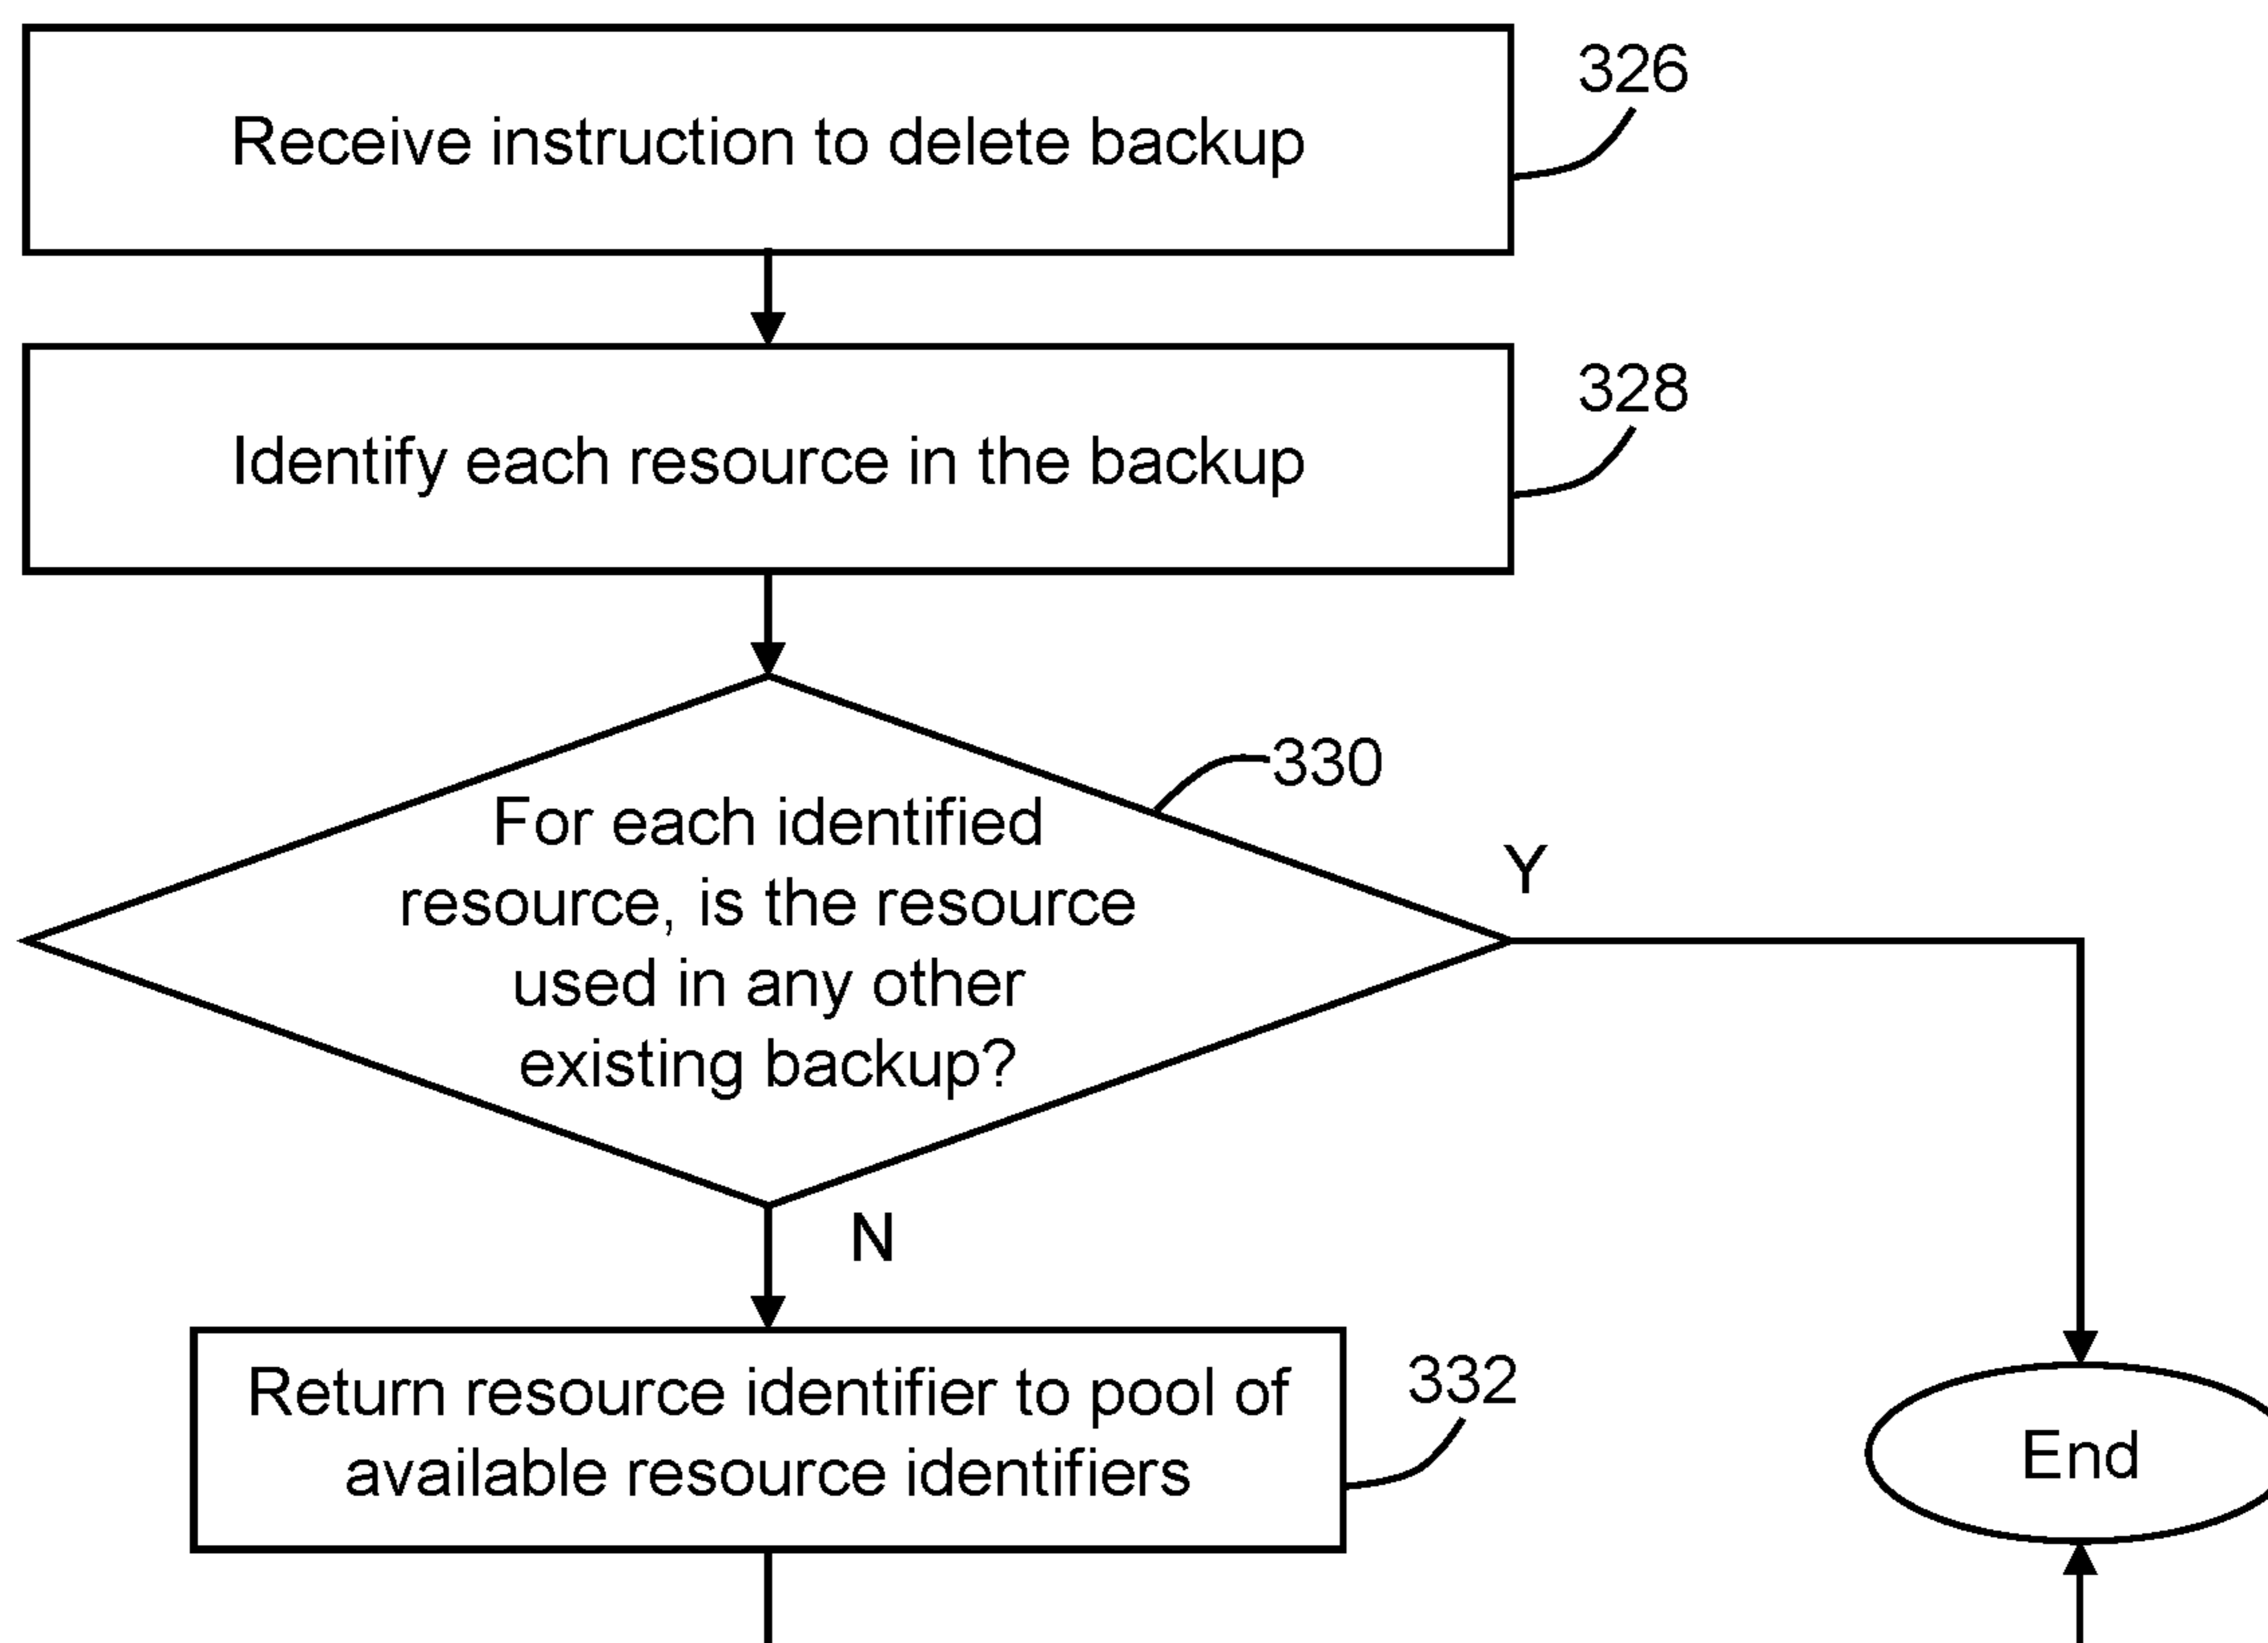 Receive instruction to delete backup
326
Identify each resource in the backup
328
330
For each identified
resource, is the resource
used in any other
existing backup?
Y
N
Return resource identifier to pool of
available resource identifiers
332
End